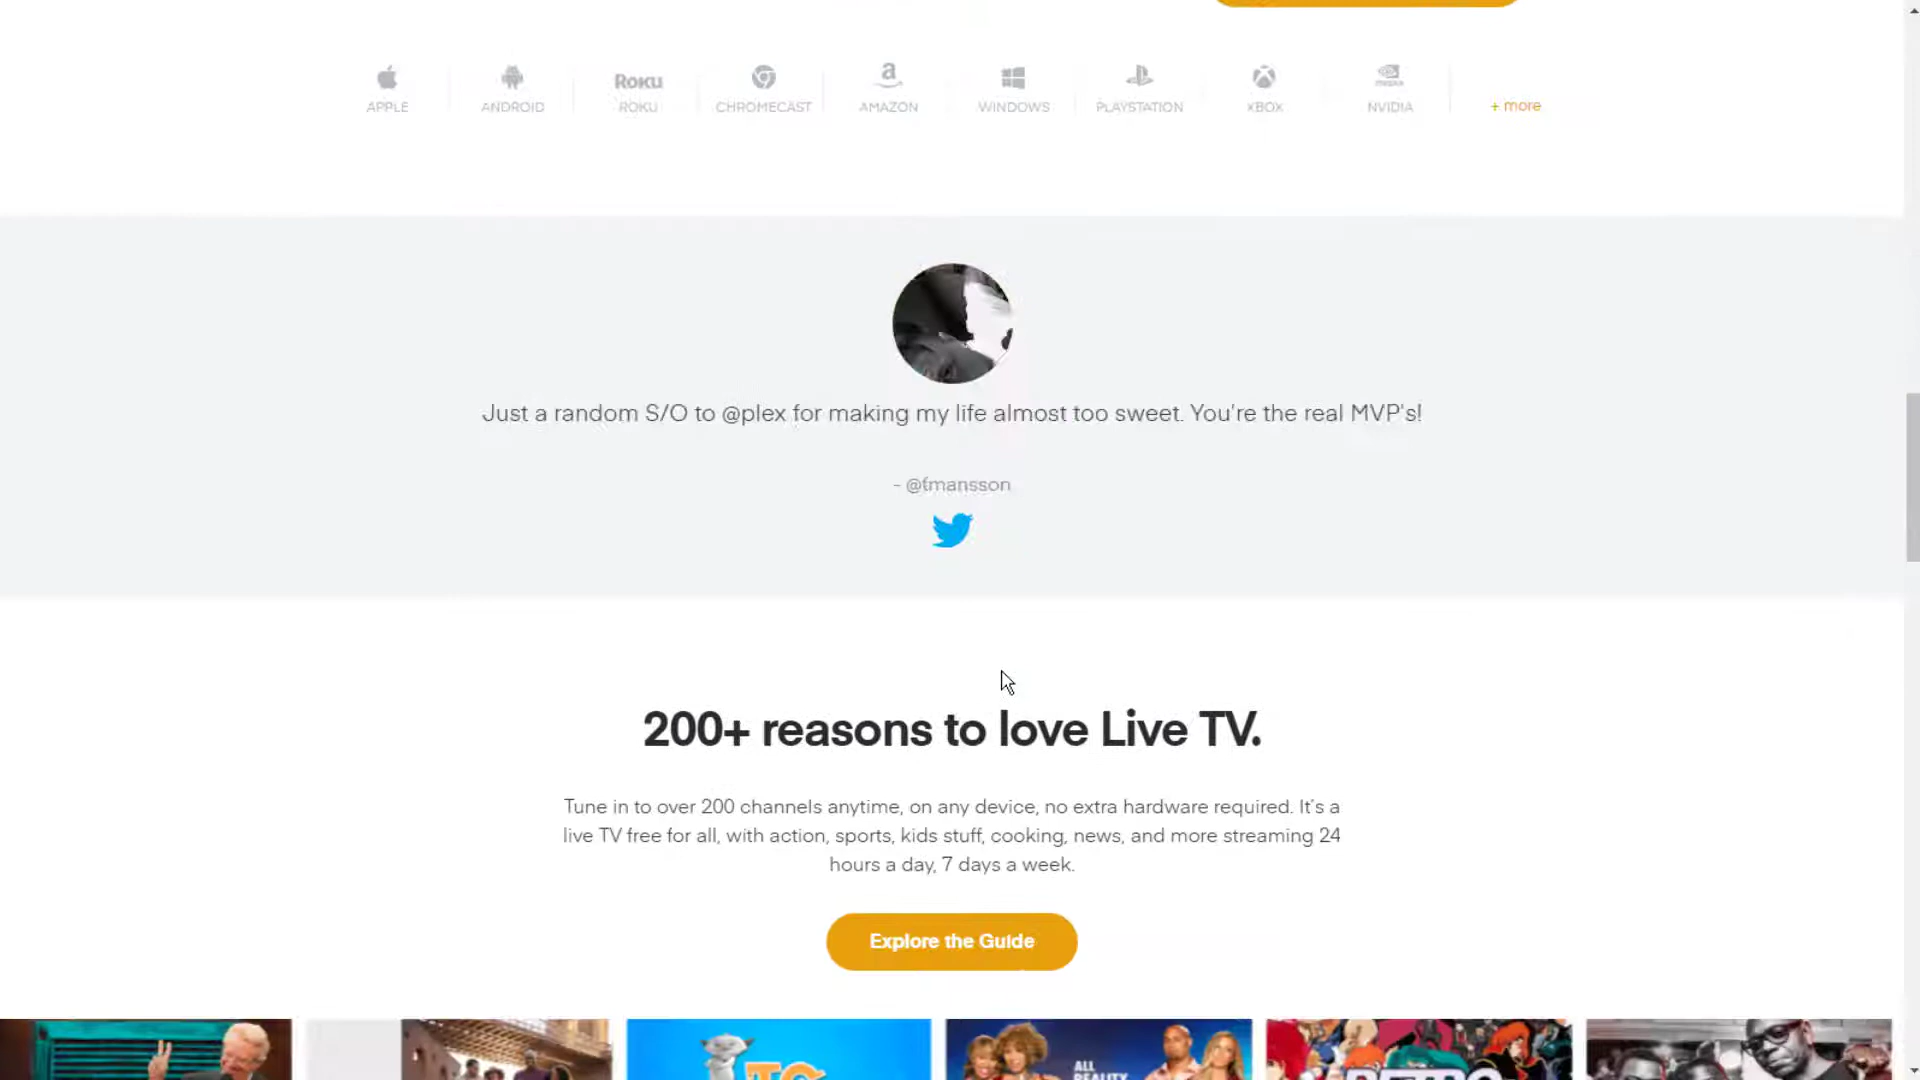 ROKU
APPLE
ANDROID
ROKU
CHROMECAST
AMAZON
WINDOWS
PLAYSTATION
XBOX
NVIDIA
+ more
Just a random S/O to @plex for making my life almost too sweet. You're the real MVP's!
200+ reasons to love Live TV.
Tune in to over 200 channels anytime, on any device, no extra hardware required. It's a
live TV free for all, with action, sports, kids stuff, cooking, news, and more streaming 24
hours a day, 7 days a week.
Explore the Guide
ALL
REALITY
RETRO